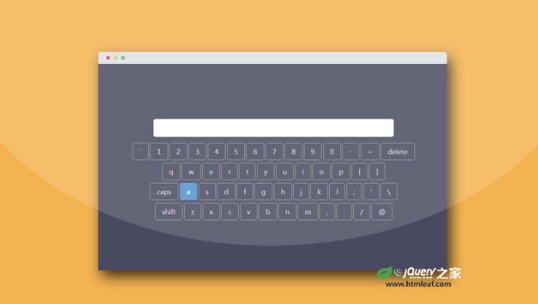 ` 1 2 3 4 5 6 7 8 9 0 - = delete
q w e r t y u i o p [ ]
caps a s d f g h j k l ; ' \
shift z x c v b n m , . / @
jQuery之家
www.htmleaf.com